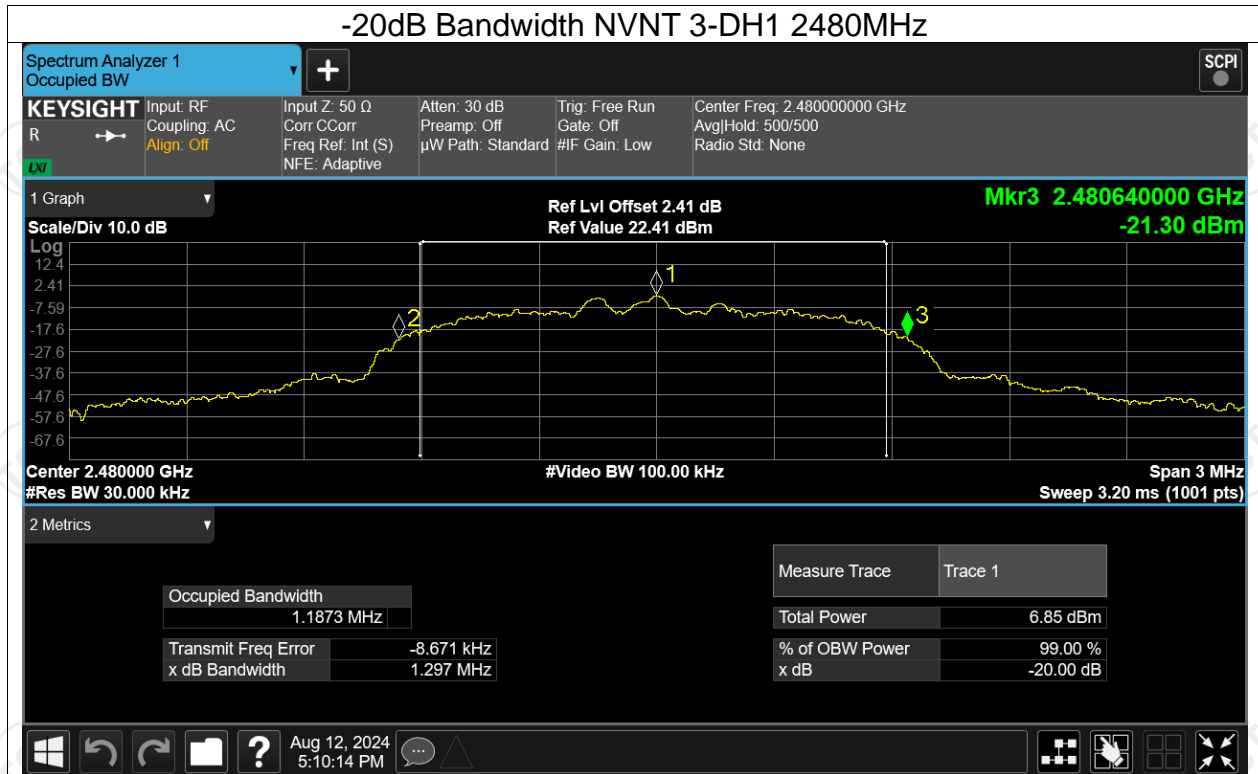 -20dB Bandwidth NVNT 3-DH1 2480MHz
Spectrum Analyzer 1
Occupied BW
SCPI
KEYSIGHT
R
LXI
Input: RF
Coupling: AC
Align: Off
Input Z: 50 Ω
Corr CCorr
Freq Ref: Int (S)
NFE: Adaptive
Atten: 30 dB
Preamp: Off
µW Path: Standard
Trig: Free Run
Gate: Off
#IF Gain: Low
Center Freq: 2.480000000 GHz
Avg|Hold: 500/500
Radio Std: None
1 Graph
Scale/Div 10.0 dB
Ref Lvl Offset 2.41 dB
Ref Value 22.41 dBm
Mkr3 2.480640000 GHz
-21.30 dBm
Log
12.4
2.41
-7.59
-17.6
-27.6
-37.6
-47.6
-57.6
-67.6
1
2
3
Center 2.480000 GHz
#Res BW 30.000 kHz
#Video BW 100.00 kHz
Span 3 MHz
Sweep 3.20 ms (1001 pts)
2 Metrics
Occupied Bandwidth
1.1873 MHz
Transmit Freq Error -8.671 kHz
x dB Bandwidth 1.297 MHz
Measure Trace Trace 1
Total Power 6.85 dBm
% of OBW Power 99.00 %
x dB -20.00 dB
Aug 12, 2024
5:10:14 PM